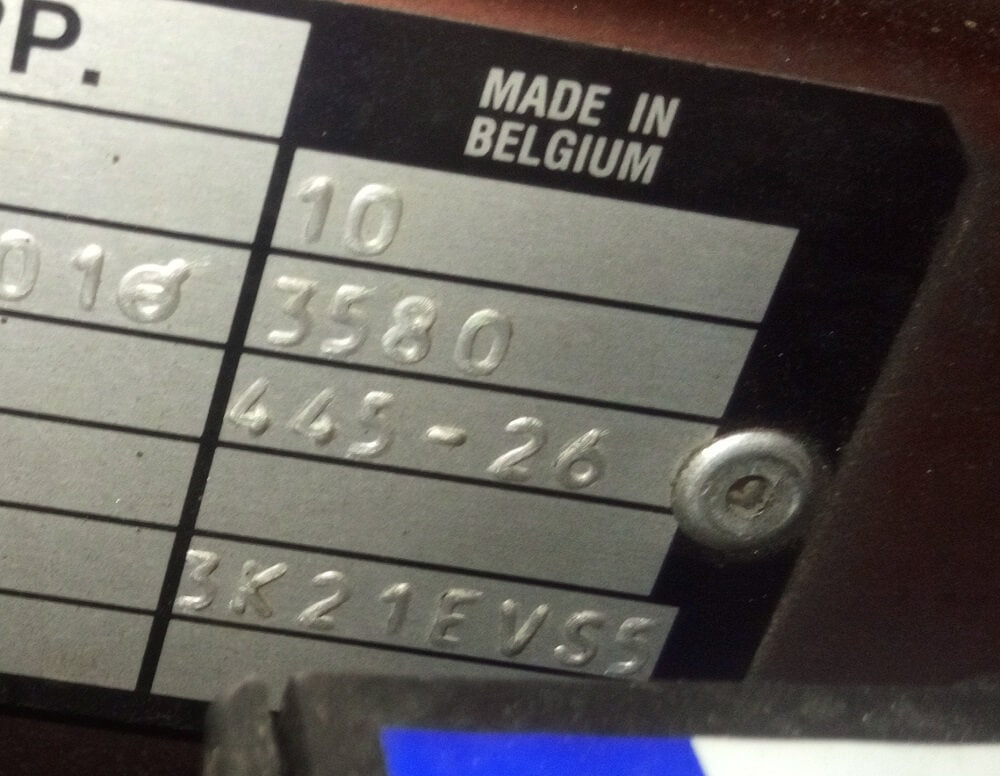 P.
MADE IN
BELGIUM
10
01
3580
445-26
3K21EVS5